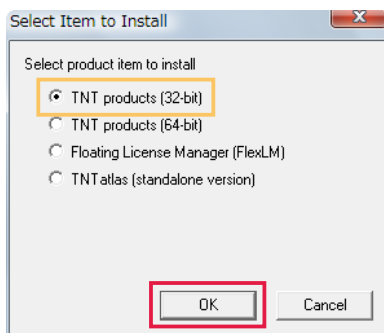 Select Item to Install
Select product item to install
TNT products (32-bit)
TNT products (64-bit)
Floating License Manager (FlexLM)
TNTatlas (standalone version)
OK Cancel